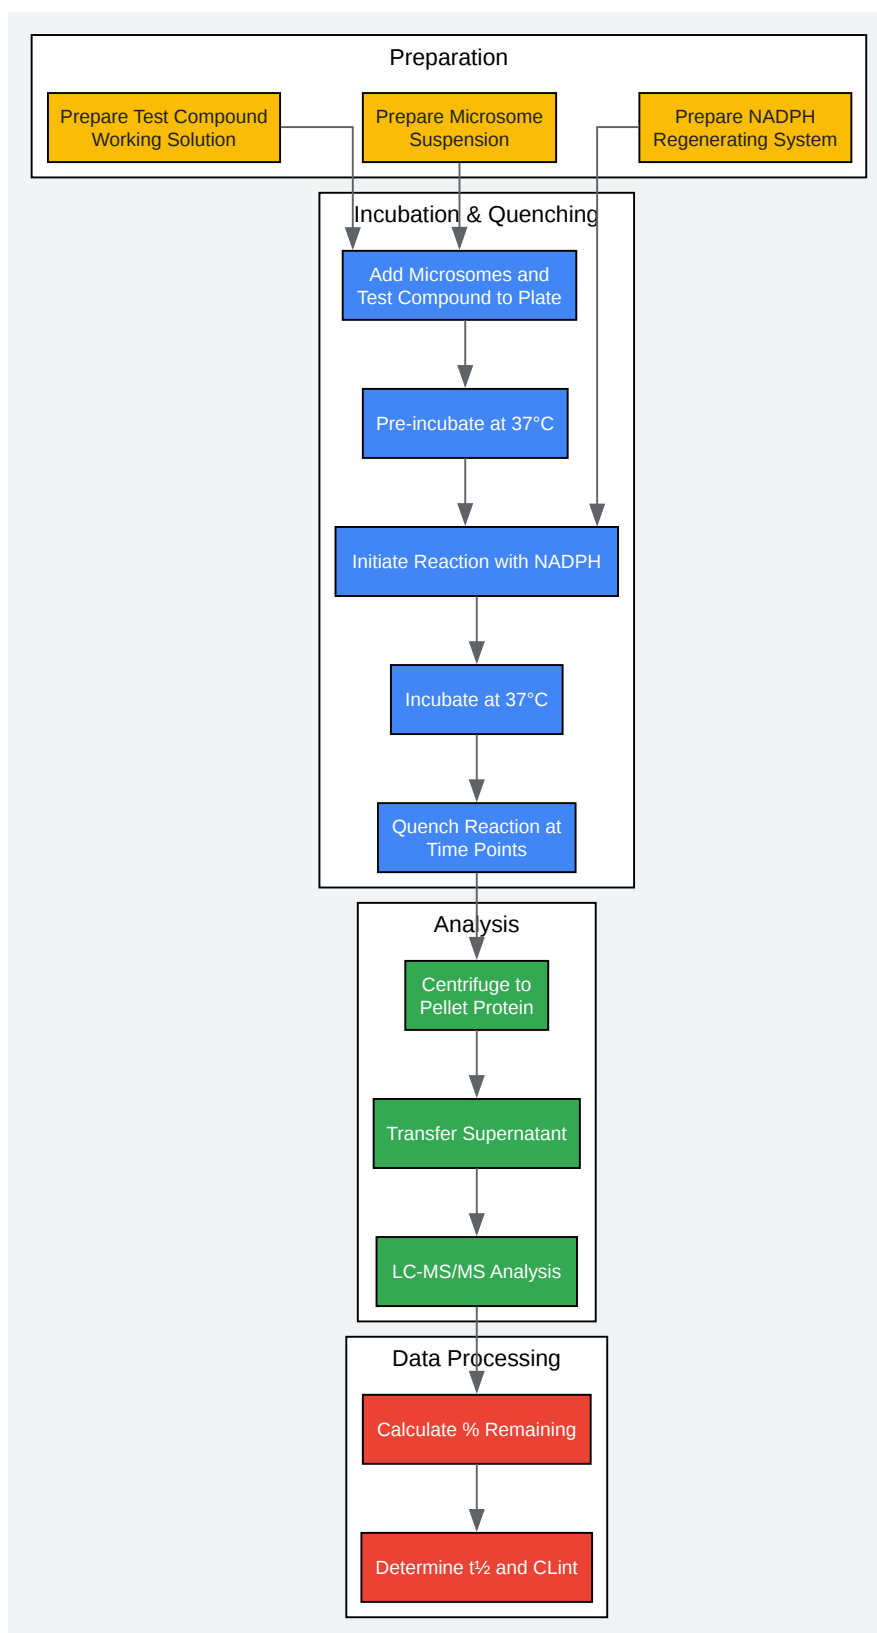 Preparation
Prepare Test Compound
Working Solution
Prepare Microsome
Suspension
Prepare NADPH
Regenerating System
Incubation & Quenching
Add Microsomes and
Test Compound to Plate
Pre-incubate at 37°C
Initiate Reaction with NADPH
Incubate at 37°C
Quench Reaction at
Time Points
Analysis
Centrifuge to
Pellet Protein
Transfer Supernatant
LC-MS/MS Analysis
Data Processing
Calculate % Remaining
Determine t½ and CLint